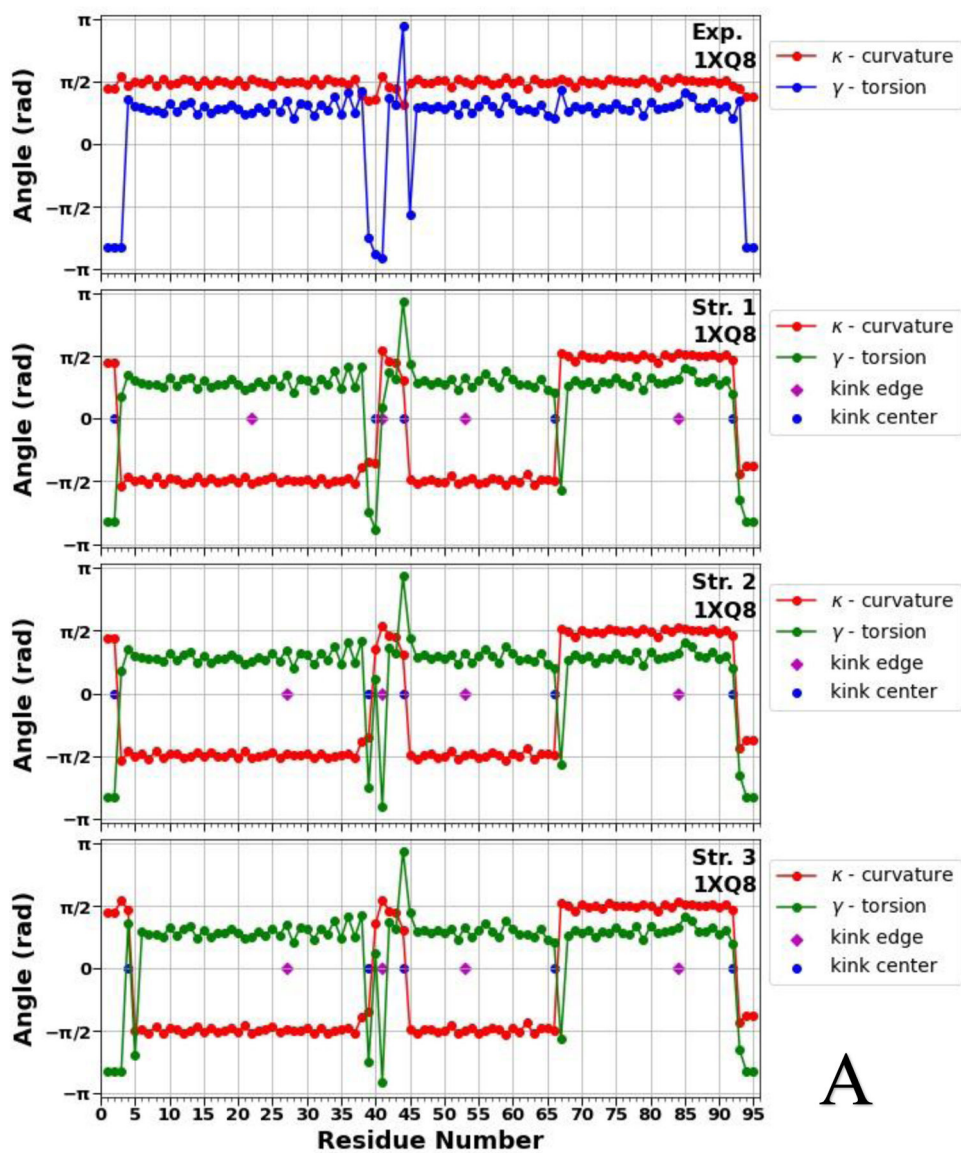 Angle (rad)
π
π/2
0
−π/2
−π
Exp.
1XQ8
κ - curvature
γ - torsion
Angle (rad)
π
π/2
0
−π/2
−π
Str. 1
1XQ8
κ - curvature
γ - torsion
kink edge
kink center
Angle (rad)
π
π/2
0
−π/2
−π
Str. 2
1XQ8
κ - curvature
γ - torsion
kink edge
kink center
Angle (rad)
π
π/2
0
−π/2
−π
Str. 3
1XQ8
κ - curvature
γ - torsion
kink edge
kink center
0 5 10 15 20 25 30 35 40 45 50 55 60 65 70 75 80 85 90 95
Residue Number
A